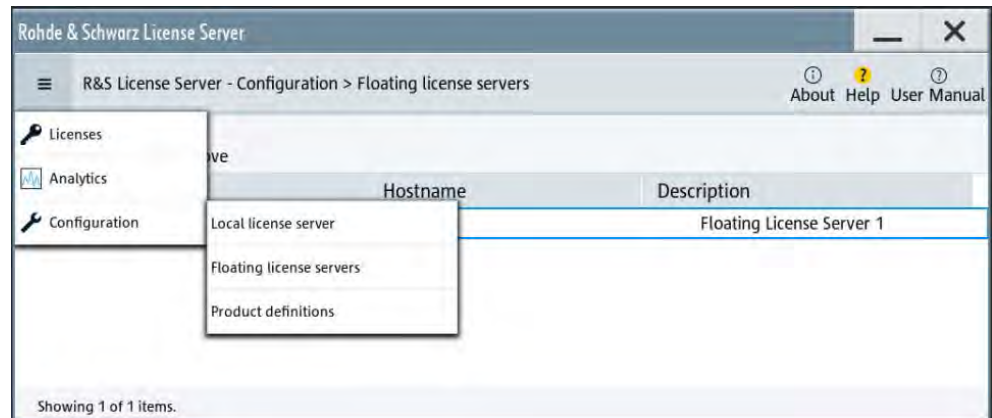 Rohde & Schwarz License Server
R&S License Server - Configuration > Floating license servers
About Help User Manual
Licenses
Analytics
Configuration
Hostname Description
Local license server
Floating License Server 1
Floating license servers
Product definitions
Showing 1 of 1 items.